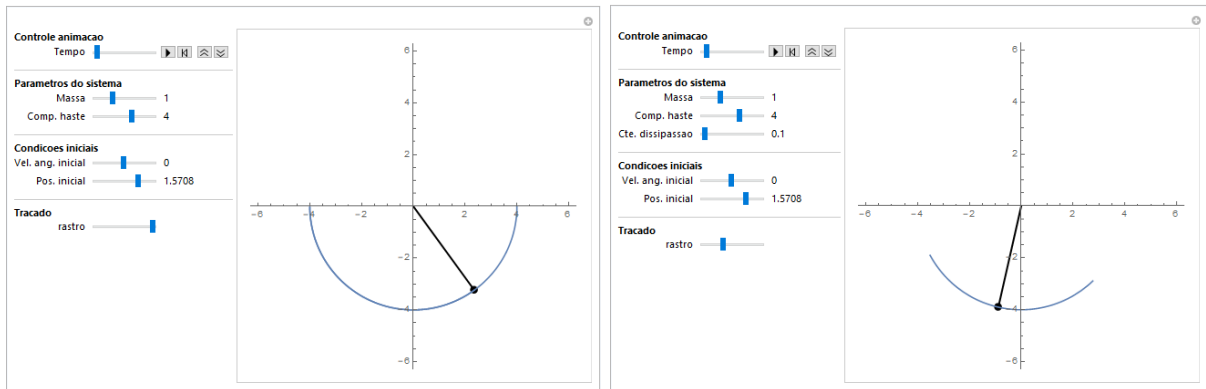 Controle animacao
Tempo
Parametros do sistema
Massa 1
Comp. haste 4
Condicoes iniciais
Vel. ang. inicial 0
Pos. inicial 1.5708
Tracado
rastro
6
4
2
-6 -4 -2 2 4 6
-2
-4
-6
Controle animacao
Tempo
Parametros do sistema
Massa 1
Comp. haste 4
Cte. dissipassao 0.1
Condicoes iniciais
Vel. ang. inicial 0
Pos. inicial 1.5708
Tracado
rastro
6
4
2
-6 -4 -2 2 4 6
-2
-4
-6